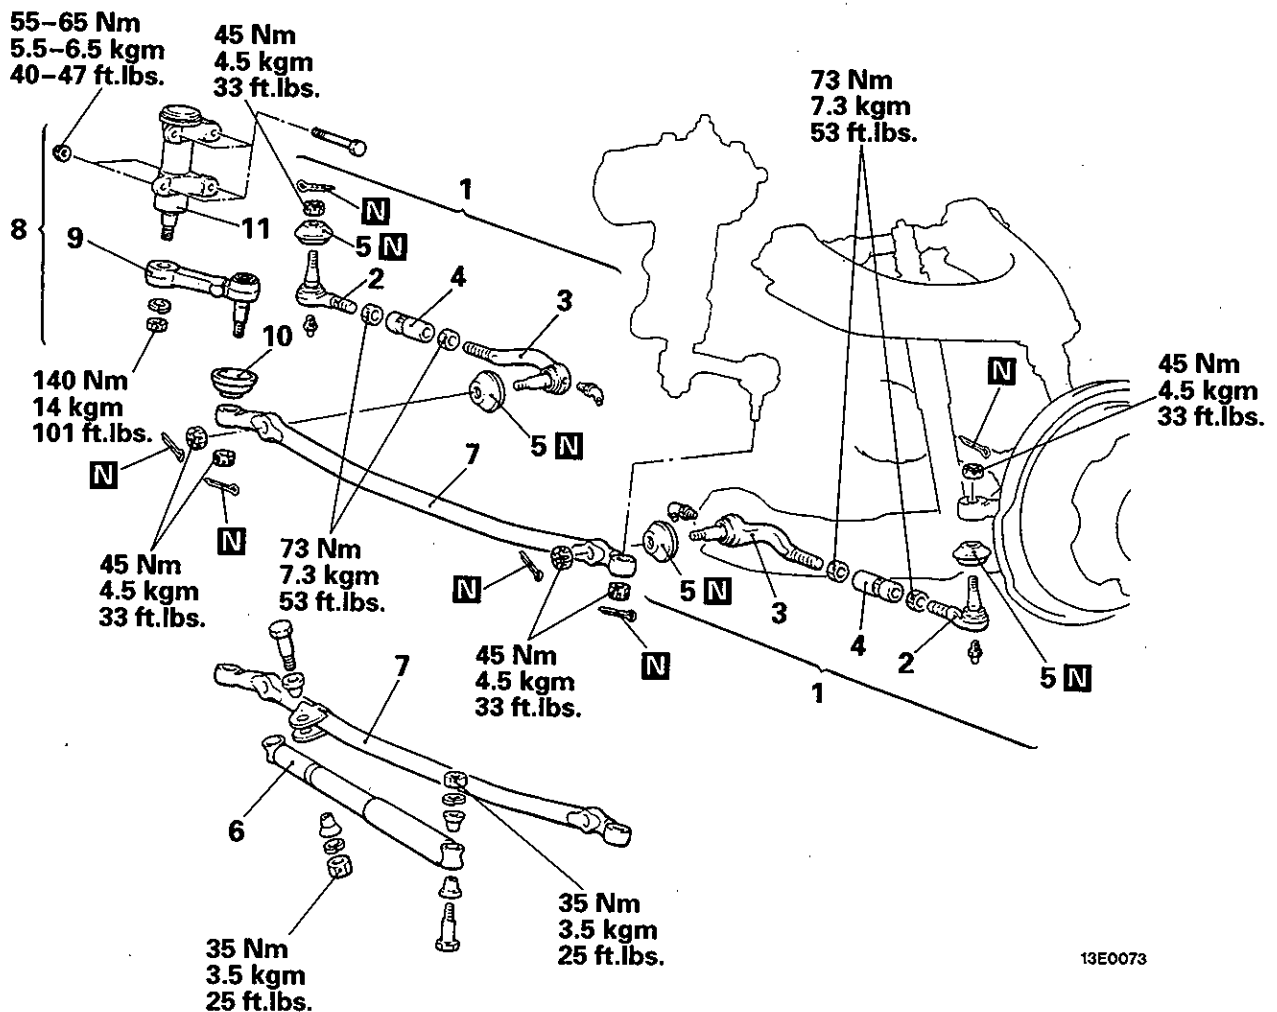 55–65 Nm
5.5–6.5 kgm
40–47 ft.lbs.
45 Nm
4.5 kgm
33 ft.lbs.
73 Nm
7.3 kgm
53 ft.lbs.
1
N
8
9
11
5 N
2
4
3
10
140 Nm
14 kgm
101 ft.lbs.
N
45 Nm
4.5 kgm
33 ft.lbs.
5 N
7
N
N
45 Nm
4.5 kgm
33 ft.lbs.
73 Nm
7.3 kgm
53 ft.lbs.
N
5 N
3
4
2
5 N
1
45 Nm
4.5 kgm
33 ft.lbs.
N
7
6
35 Nm
3.5 kgm
25 ft.lbs.
35 Nm
3.5 kgm
25 ft.lbs.
13E0073